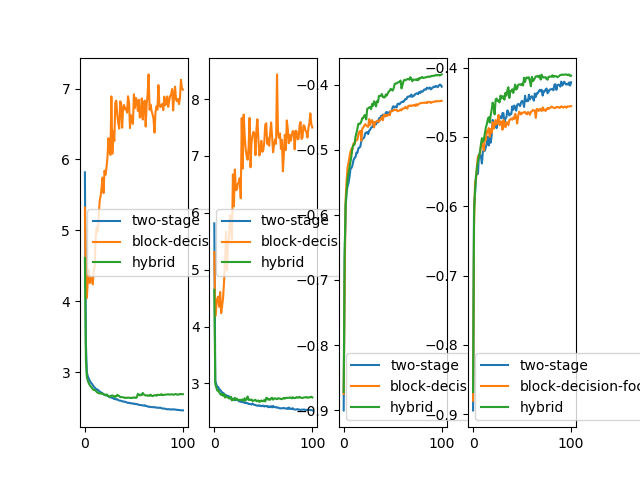 7
6
5
4
3
0
100
two-stage
block-decis
hybrid
8
7
6
5
4
3
0
100
two-stage
block-decis
hybrid
−0.4
−0.5
−0.6
−0.7
−0.8
−0.9
0
100
two-stage
block-decis
hybrid
−0.4
−0.5
−0.6
−0.7
−0.8
−0.9
0
100
two-stage
block-decision-foc
hybrid